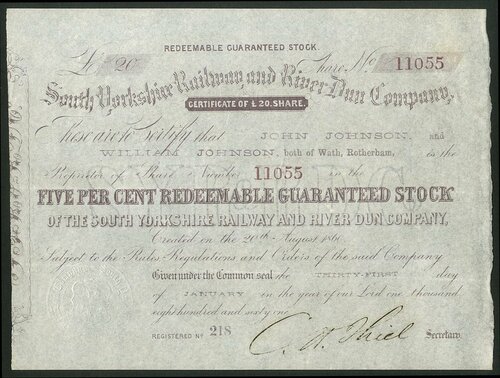 REDEEMABLE GUARANTEED STOCK.
£ 20 Share No. 11055
South Yorkshire Railway and River Dun Company,
CERTIFICATE OF £20. SHARE.
These are to Certify that JOHN JOHNSON, and
WILLIAM JOHNSON, both of Wath, Rotherham, is the
Proprietor of Share Number 11055 in the
FIVE PER CENT REDEEMABLE GUARANTEED STOCK
OF THE SOUTH YORKSHIRE RAILWAY AND RIVER DUN COMPANY,
Created on the 20th August 1860
Subject to the Rules Regulations and Orders of the said Company
Given under the Common seal the THIRTY-FIRST day
of JANUARY in the year of our Lord one thousand
eight hundred and sixty one
REGISTERED No 218 Secretary.